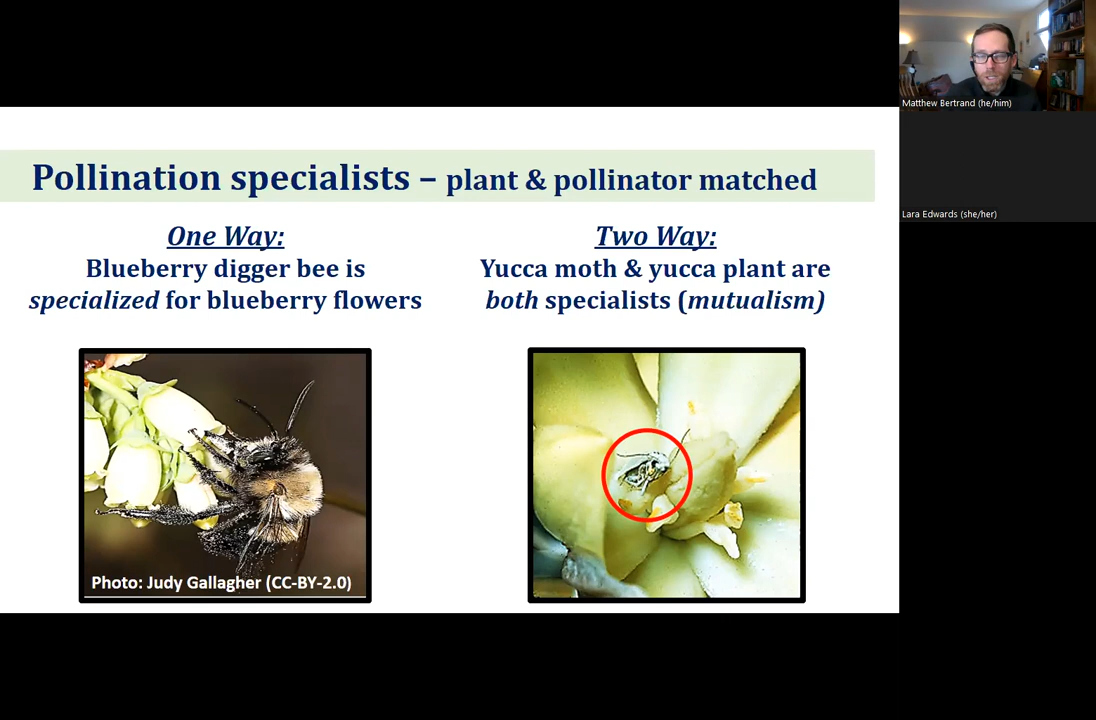 Pollination specialists – plant & pollinator matched
One Way:
Blueberry digger bee is
specialized for blueberry flowers
Two Way:
Yucca moth & yucca plant are
both specialists (mutualism)
Photo: Judy Gallagher (CC-BY-2.0)
Matthew Bertrand (he/him)
Lara Edwards (she/her)